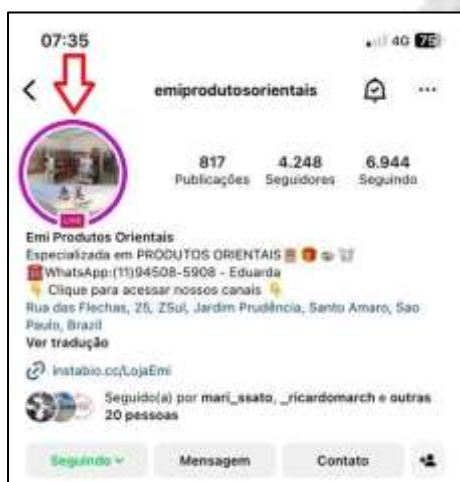 07:35
4G 75
emiprodutosorientais
817 4.248 6.944
Publicações Seguidores Seguindo
LIVE
Emi Produtos Orientais
Especializada em PRODUTOS ORIENTAIS
WhatsApp:(11)94508-5908 - Eduarda
Clique para acessar nossos canais
Rua das Flechas, 25, ZSul, Jardim Prudência, Santo Amaro, Sao
Paulo, Brazil
Ver tradução
instabio.cc/LojaEmi
Seguido(a) por mari_ssato, _ricardomarch e outras
20 pessoas
Seguindo Mensagem Contato